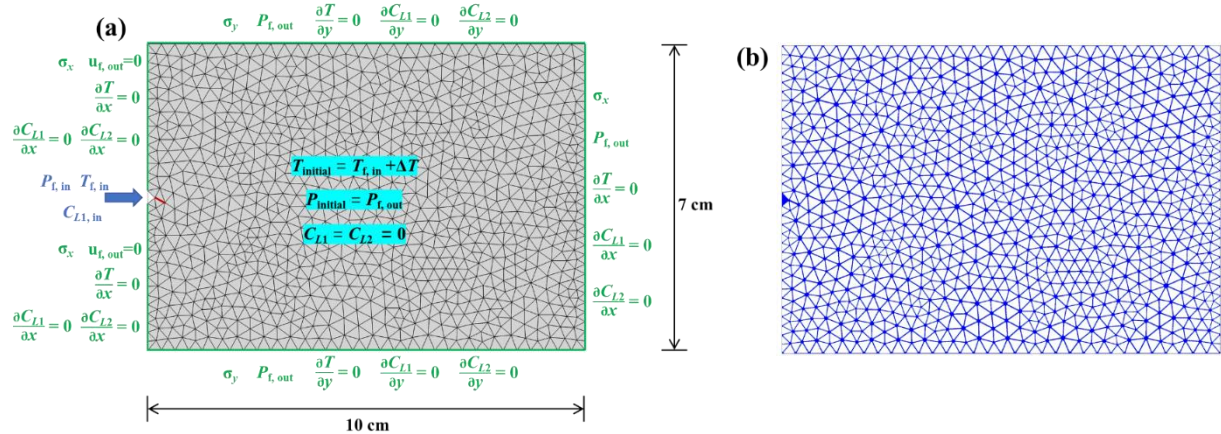 (a)
σy Pf, out ∂T/∂y = 0 ∂CL1/∂y = 0 ∂CL2/∂y = 0
σx uf, out=0
∂T/∂x = 0
∂CL1/∂x = 0 ∂CL2/∂x = 0
Pf, in Tf, in
CL1, in
σx uf, out=0
∂T/∂x = 0
∂CL1/∂x = 0 ∂CL2/∂x = 0
Tinitial = Tf, in + ΔT
Pinitial = Pf, out
CL1 = CL2 = 0
σx
Pf, out
∂T/∂x = 0
∂CL1/∂x = 0
∂CL2/∂x = 0
7 cm
σy Pf, out ∂T/∂y = 0 ∂CL1/∂y = 0 ∂CL2/∂y = 0
10 cm
(b)